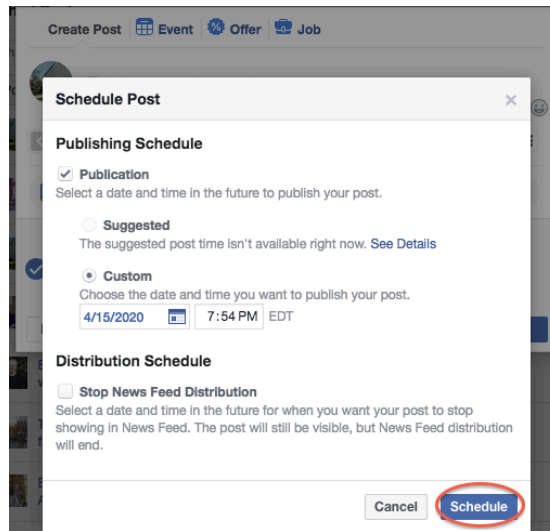 Create Post Event Offer Job
Schedule Post
Publishing Schedule
Publication
Select a date and time in the future to publish your post.
Suggested
The suggested post time isn't available right now. See Details
Custom
Choose the date and time you want to publish your post.
4/15/2020 7:54 PM EDT
Distribution Schedule
Stop News Feed Distribution
Select a date and time in the future for when you want your post to stop
showing in News Feed. The post will still be visible, but News Feed distribution
will end.
Cancel Schedule